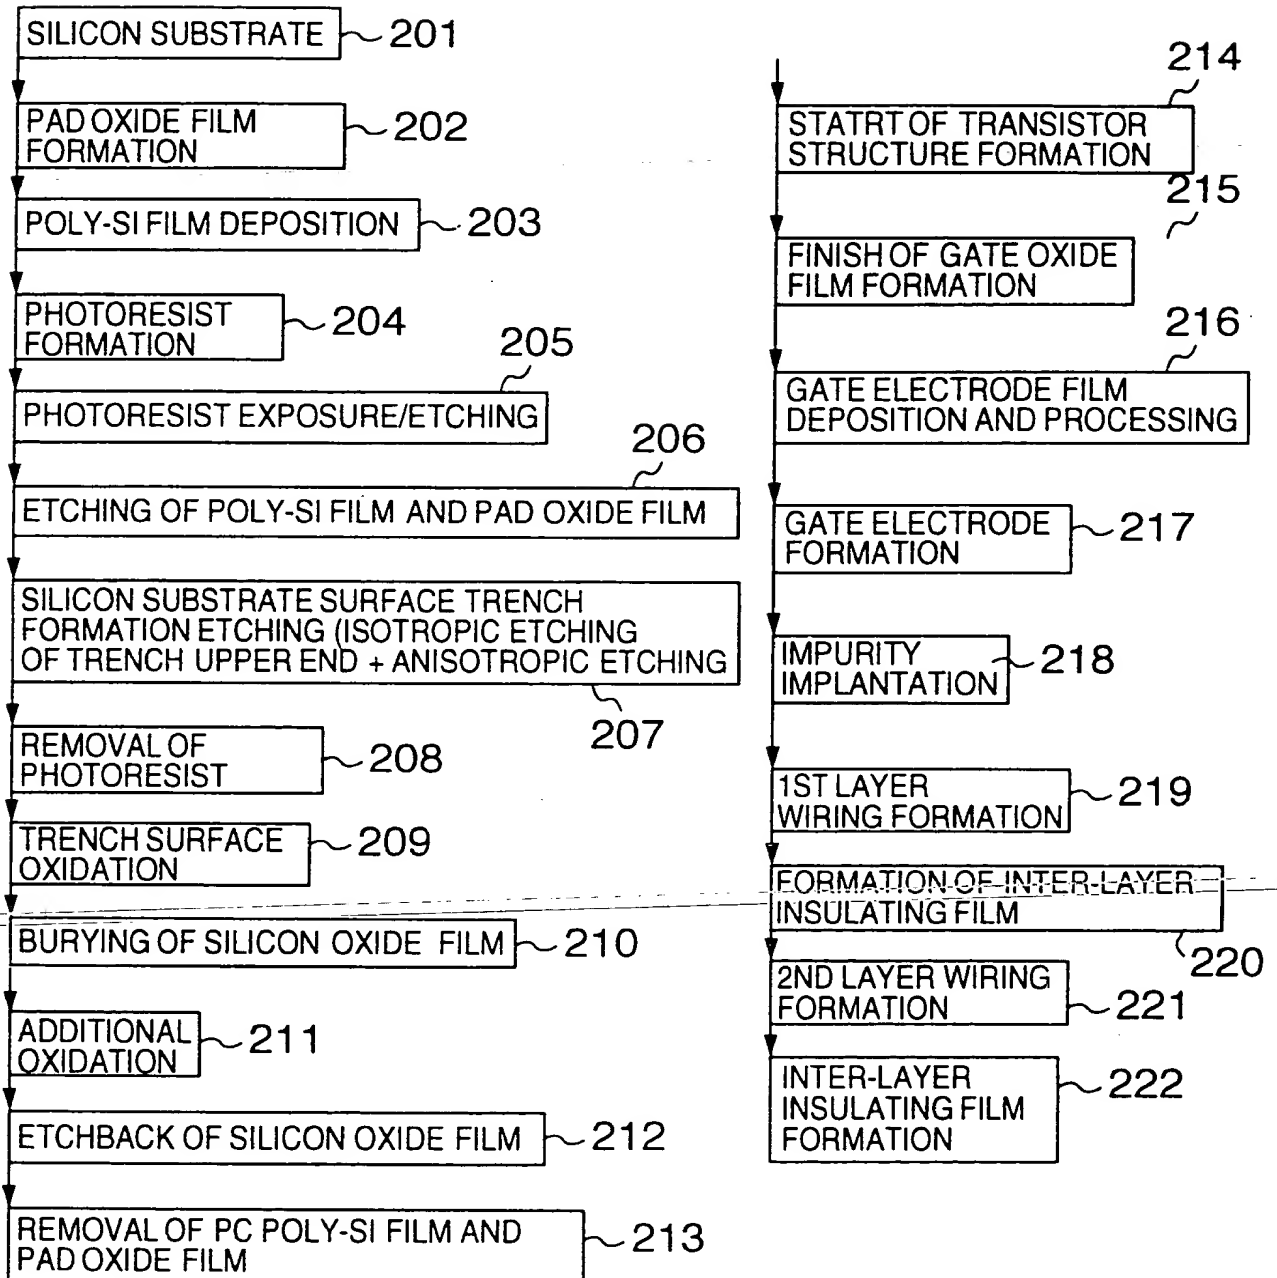 SILICON SUBSTRATE 201
PAD OXIDE FILM
FORMATION
202
POLY-SI FILM DEPOSITION 203
PHOTORESIST
FORMATION
204
205
PHOTORESIST EXPOSURE/ETCHING
206
ETCHING OF POLY-SI FILM AND PAD OXIDE FILM
SILICON SUBSTRATE SURFACE TRENCH
FORMATION ETCHING (ISOTROPIC ETCHING
OF TRENCH UPPER END + ANISOTROPIC ETCHING
207
REMOVAL OF
PHOTORESIST
208
TRENCH SURFACE
OXIDATION
209
BURYING OF SILICON OXIDE FILM 210
ADDITIONAL
OXIDATION
211
ETCHBACK OF SILICON OXIDE FILM 212
REMOVAL OF PC POLY-SI FILM AND
PAD OXIDE FILM
213
214
STATRT OF TRANSISTOR
STRUCTURE FORMATION
215
FINISH OF GATE OXIDE
FILM FORMATION
216
GATE ELECTRODE FILM
DEPOSITION AND PROCESSING
GATE ELECTRODE
FORMATION
217
IMPURITY
IMPLANTATION
218
1ST LAYER
WIRING FORMATION
219
FORMATION OF INTER-LAYER
INSULATING FILM
220
2ND LAYER WIRING
FORMATION
221
INTER-LAYER
INSULATING FILM
FORMATION
222